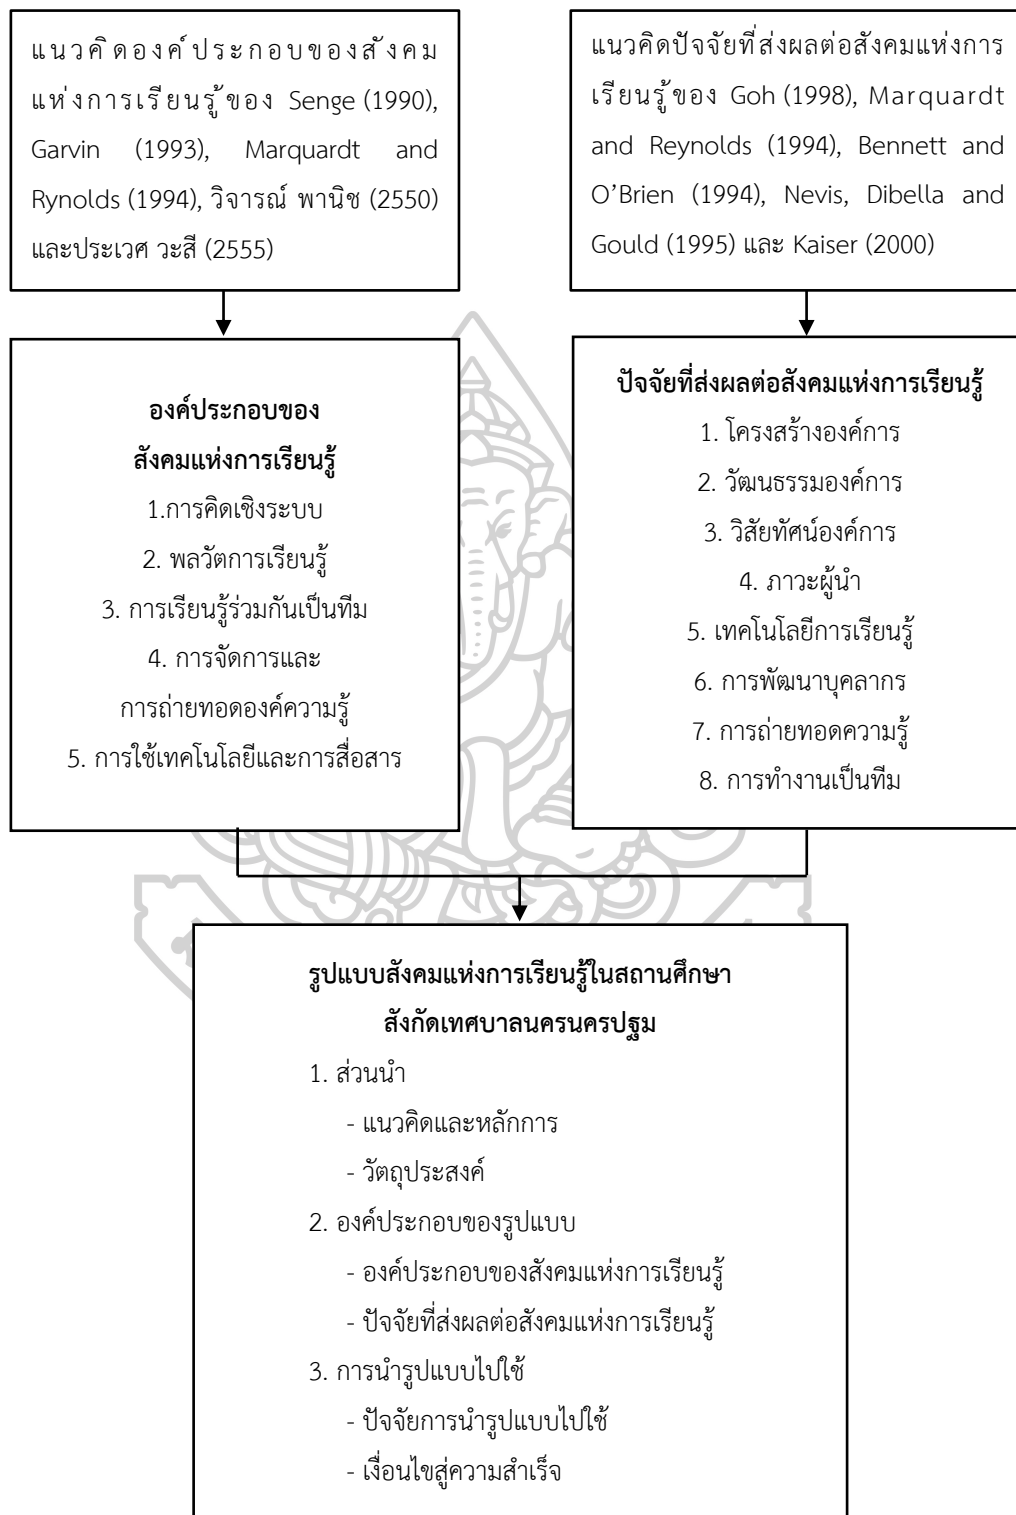 แนวคิดองค์ประกอบของสังคม
แห่งการเรียนรู้ของ Senge (1990),
Garvin (1993), Marquardt and
Rynolds (1994), วิจารณ์ พานิช (2550)
และประเวศ วะสี (2555)
แนวคิดปัจจัยที่ส่งผลต่อสังคมแห่งการ
เรียนรู้ของ Goh (1998), Marquardt
and Reynolds (1994), Bennett and
O’Brien (1994), Nevis, Dibella and
Gould (1995) และ Kaiser (2000)
องค์ประกอบของ
สังคมแห่งการเรียนรู้
1.การคิดเชิงระบบ
2. พลวัตการเรียนรู้
3. การเรียนรู้ร่วมกันเป็นทีม
4. การจัดการและ
การถ่ายทอดองค์ความรู้
5. การใช้เทคโนโลยีและการสื่อสาร
ปัจจัยที่ส่งผลต่อสังคมแห่งการเรียนรู้
1. โครงสร้างองค์การ
2. วัฒนธรรมองค์การ
3. วิสัยทัศน์องค์การ
4. ภาวะผู้นำ
5. เทคโนโลยีการเรียนรู้
6. การพัฒนาบุคลากร
7. การถ่ายทอดความรู้
8. การทำงานเป็นทีม
รูปแบบสังคมแห่งการเรียนรู้ในสถานศึกษา
สังกัดเทศบาลนครนครปฐม
1. ส่วนนำ
- แนวคิดและหลักการ
- วัตถุประสงค์
2. องค์ประกอบของรูปแบบ
- องค์ประกอบของสังคมแห่งการเรียนรู้
- ปัจจัยที่ส่งผลต่อสังคมแห่งการเรียนรู้
3. การนำรูปแบบไปใช้
- ปัจจัยการนำรูปแบบไปใช้
- เงื่อนไขสู่ความสำเร็จ